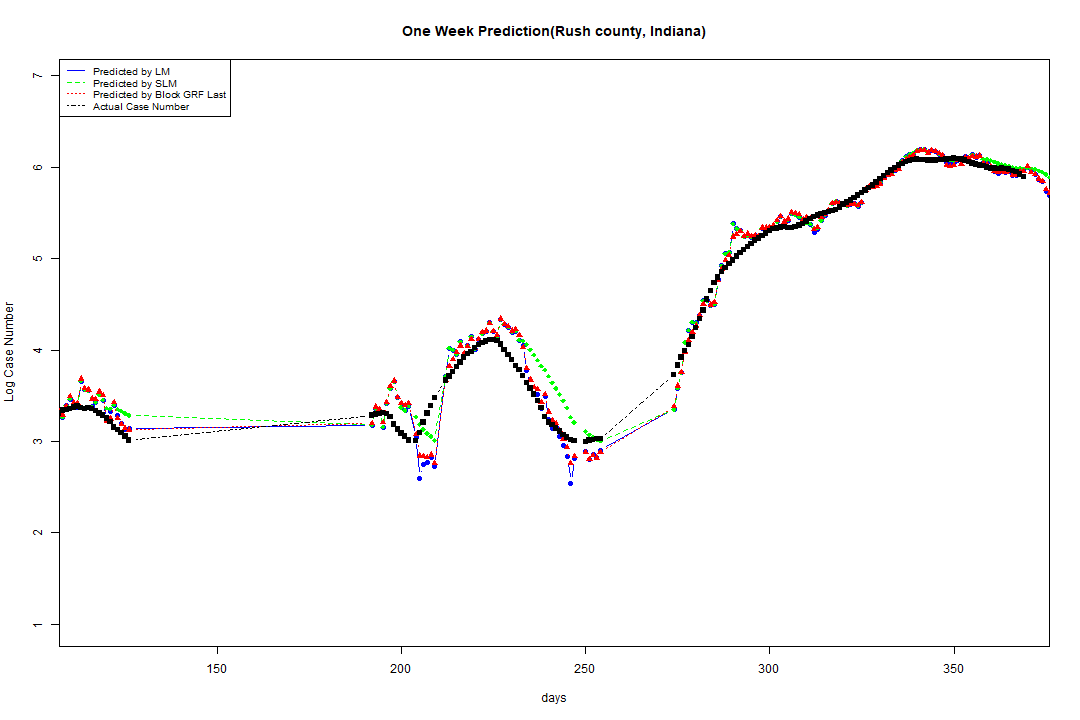 One Week Prediction(Rush county, Indiana)
Predicted by LM
Predicted by SLM
Predicted by Block GRF Last
Actual Case Number
7
6
5
4
3
2
1
Log Case Number
150 200 250 300 350
days